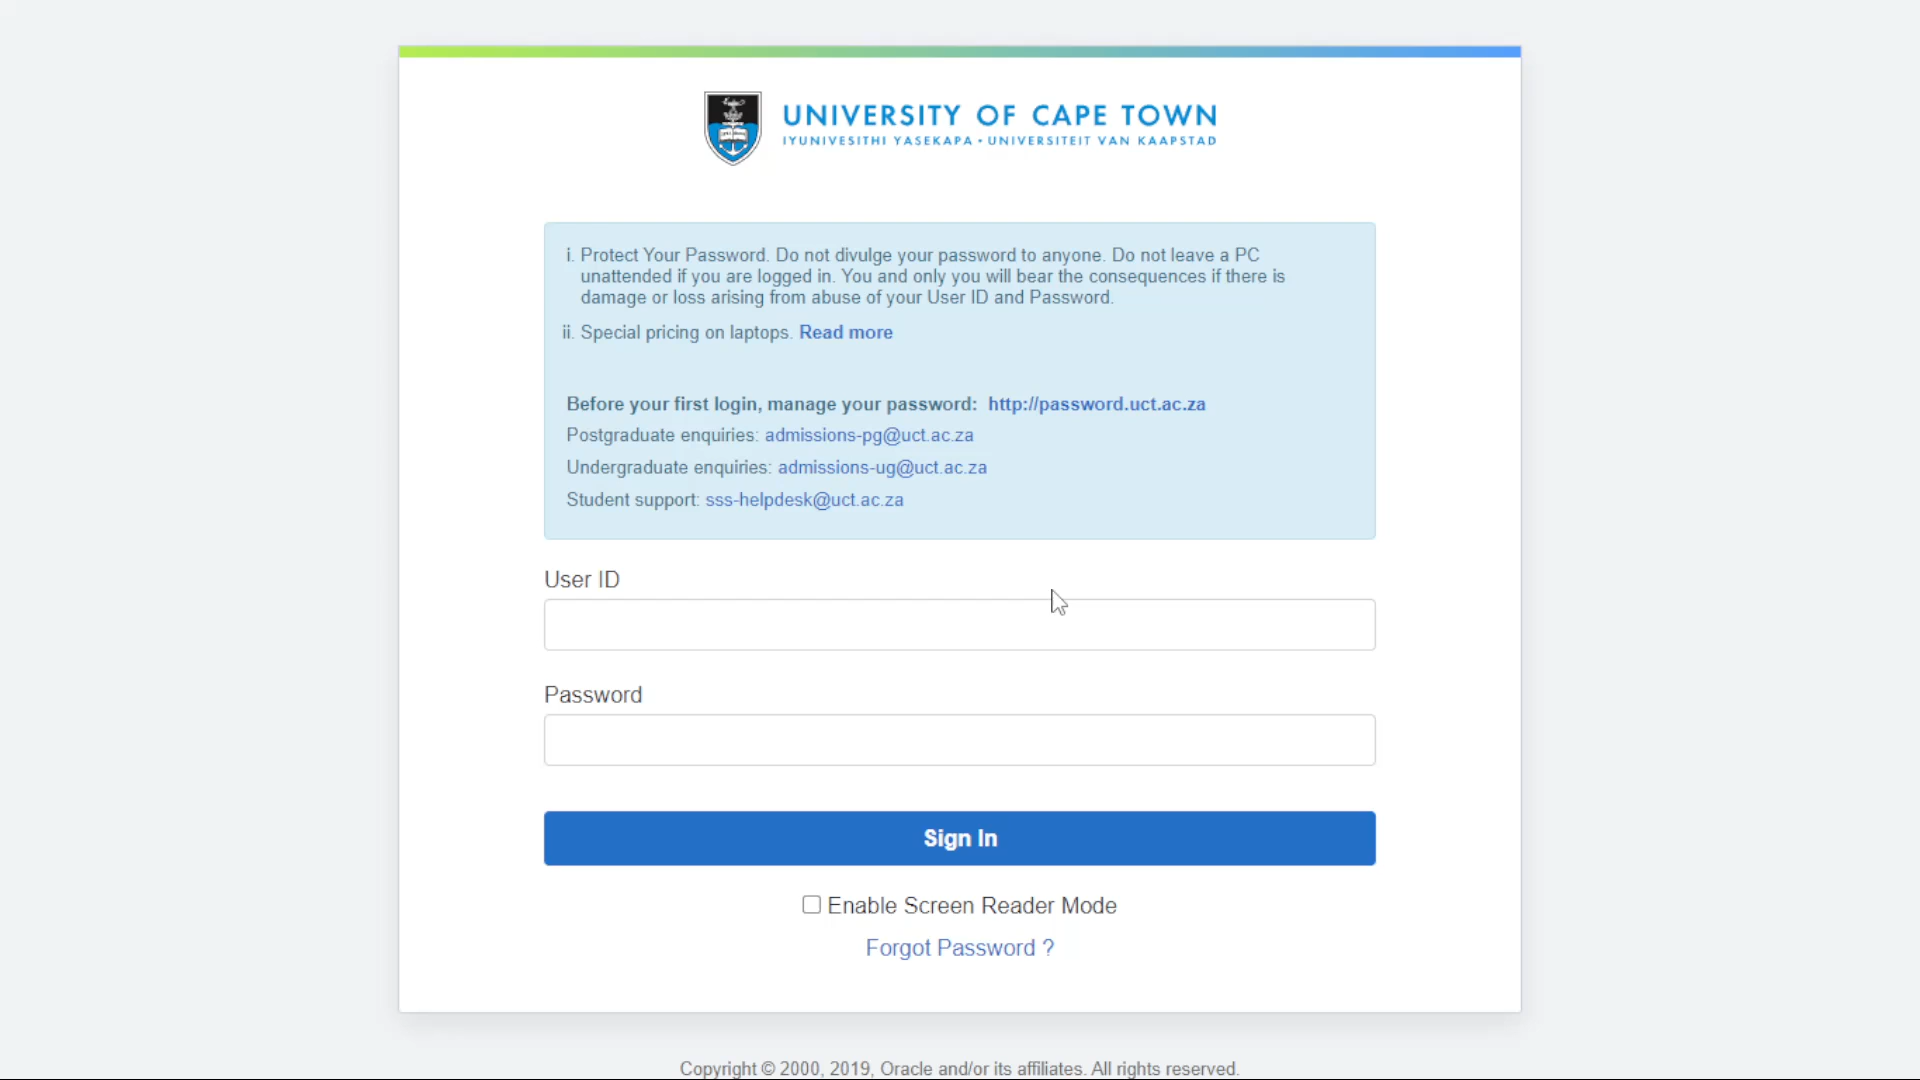 UNIVERSITY OF CAPE TOWN
IYUNIVESITHI YASEKAPA • UNIVERSITEIT VAN KAAPSTAD
i. Protect Your Password. Do not divulge your password to anyone. Do not leave a PC
unattended if you are logged in. You and only you will bear the consequences if there is
damage or loss arising from abuse of your User ID and Password.
ii. Special pricing on laptops. Read more
Before your first login, manage your password: http://password.uct.ac.za
Postgraduate enquiries: admissions-pg@uct.ac.za
Undergraduate enquiries: admissions-ug@uct.ac.za
Student support: sss-helpdesk@uct.ac.za
User ID
Password
Sign In
Enable Screen Reader Mode
Forgot Password ?
Copyright © 2000, 2019, Oracle and/or its affiliates. All rights reserved.